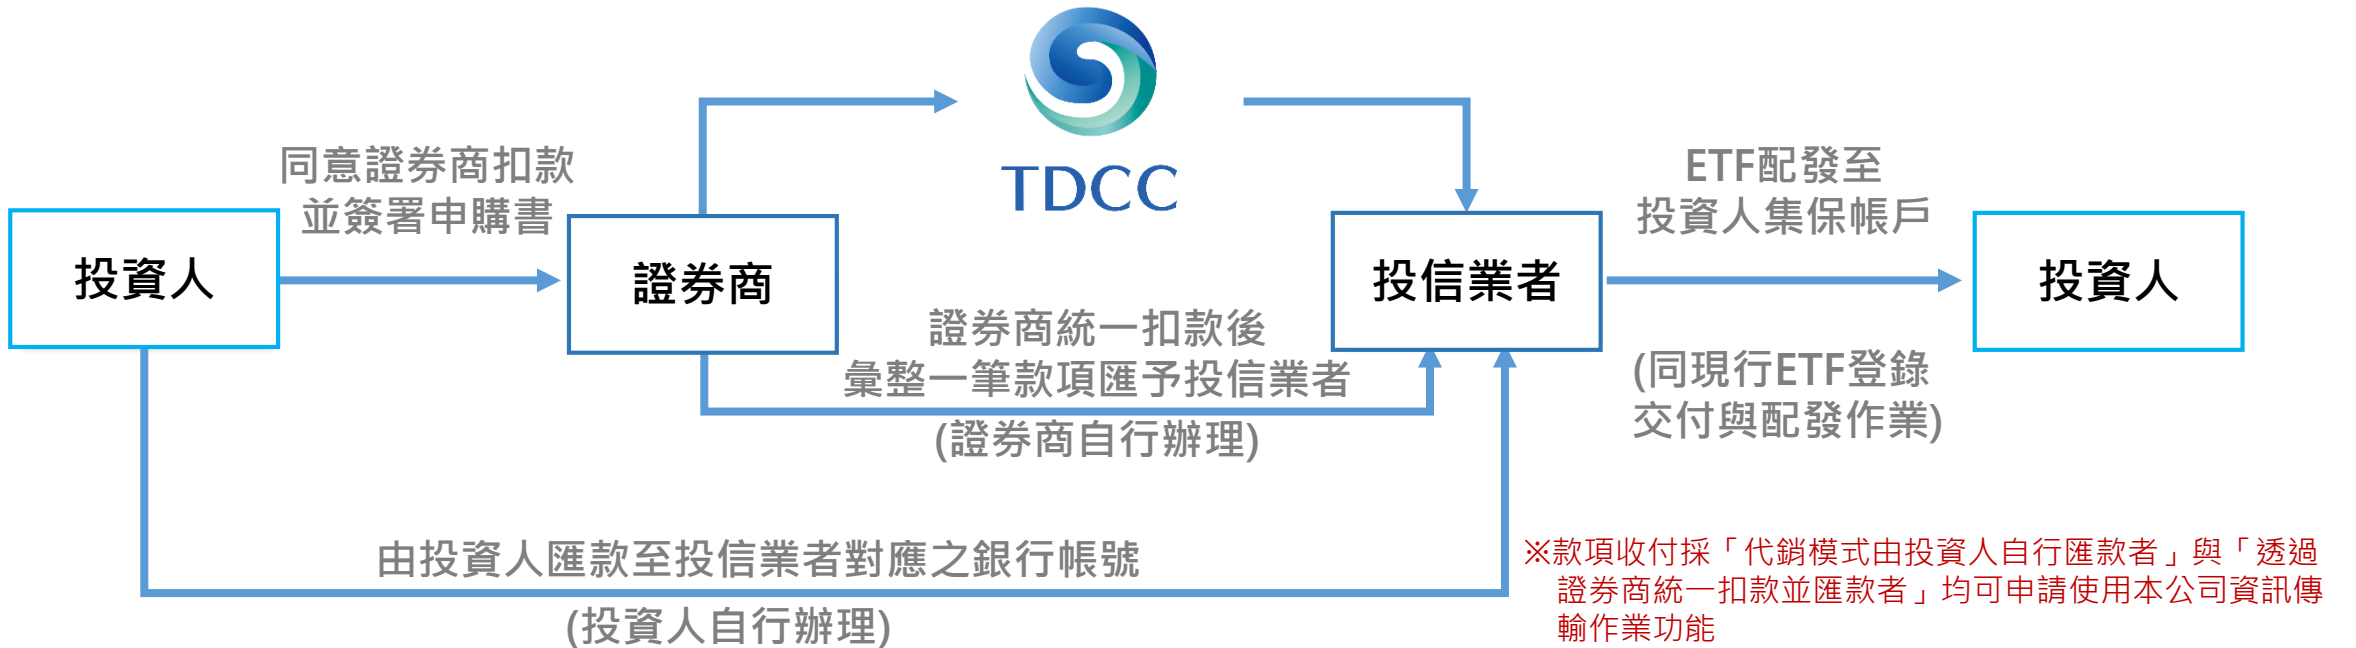 TDCC
同意證券商扣款
並簽署申購書
投資人
證券商
證券商統一扣款後
彙整一筆款項匯予投信業者
(證券商自行辦理)
投信業者
ETF配發至
投資人集保帳戶
(同現行ETF登錄
交付與配發作業)
投資人
由投資人匯款至投信業者對應之銀行帳號
(投資人自行辦理)
※款項收付採「代銷模式由投資人自行匯款者」與「透過
證券商統一扣款並匯款者」均可申請使用本公司資訊傳
輸作業功能